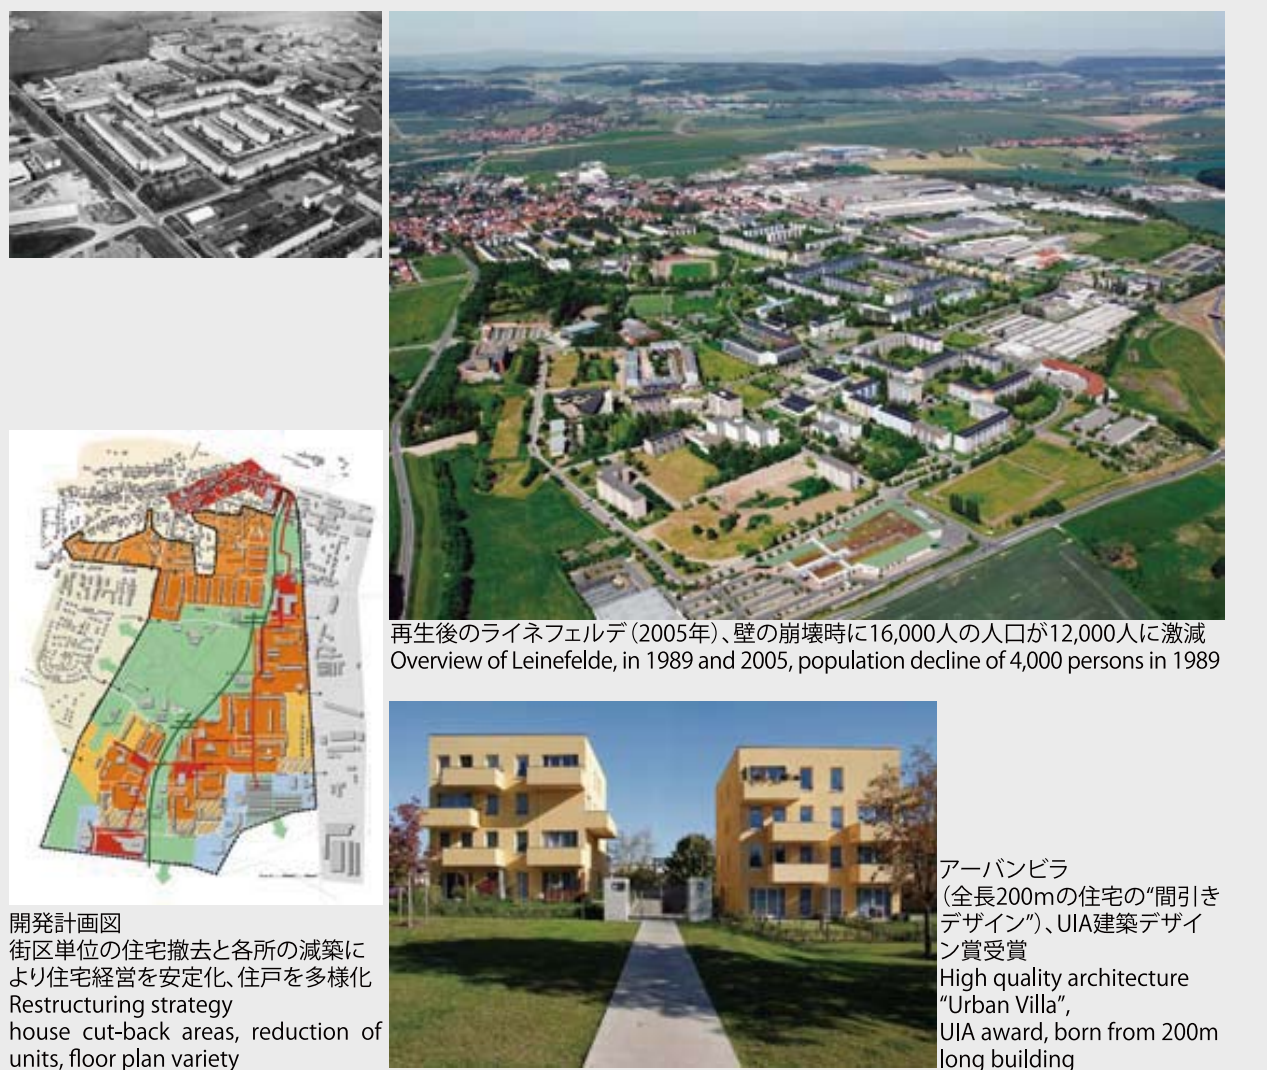 再生後のライネフェルデ（2005年）、壁の崩壊時に16,000人の人口が12,000人に激減
Overview of Leinefelde, in 1989 and 2005, population decline of 4,000 persons in 1989
開発計画図
街区単位の住宅撤去と各所の減築に
より住宅経営を安定化、住戸を多様化
Restructuring strategy
house cut-back areas, reduction of
units, floor plan variety
アーバンビラ
（全長200mの住宅の“間引き
デザイン”）、UIA建築デザイ
ン賞受賞
High quality architecture
“Urban Villa”,
UIA award, born from 200m
long building